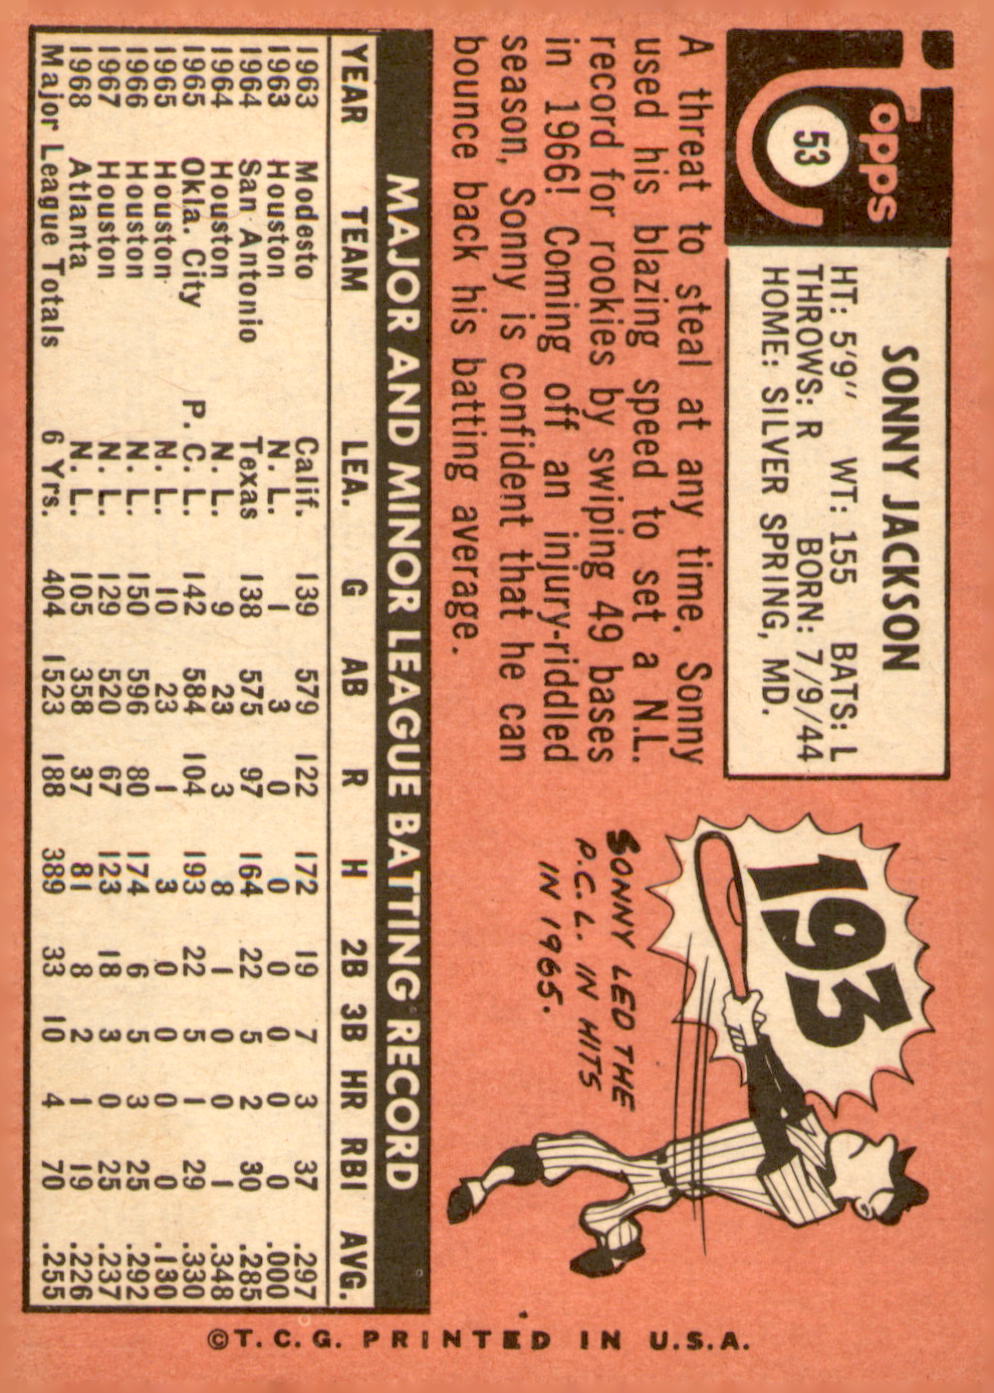 Topps
53
SONNY JACKSON
HT: 5'9" WT: 155 BATS: L
THROWS: R BORN: 7/9/44
HOME: SILVER SPRING, MD.
A threat to steal at any time. Sonny
used his blazing speed to set a N.L.
record for rookies by swiping 49 bases
in 1966! Coming off an injury-riddled
season, Sonny is confident that he can
bounce back his batting average.
193
SONNY LED THE
P.C.L. IN HITS
IN 1965.
MAJOR AND MINOR LEAGUE BATTING RECORD
YEAR TEAM LEA. G AB R H 2B 3B HR RBI AVG.
1963 Modesto Calif. 139 579 122 172 19 7 3 37 .297
1963 Houston N. L. 1 3 0 0 0 0 0 0 .000
1964 San Antonio Texas 138 575 97 164 22 5 2 30 .285
1964 Houston N. L. 9 23 3 8 1 0 0 1 .348
1965 Okla. City P. C. L. 142 584 104 193 22 5 1 29 .330
1965 Houston N. L. 10 23 1 3 0 0 0 0 .130
1966 Houston N. L. 150 596 80 174 6 5 3 25 .292
1967 Houston N. L. 129 520 67 123 18 3 0 25 .237
1968 Atlanta N. L. 105 358 37 81 8 2 1 19 .226
Major League Totals 6 Yrs. 404 1523 188 389 33 10 4 70 .255
©T.C.G. PRINTED IN U.S.A.